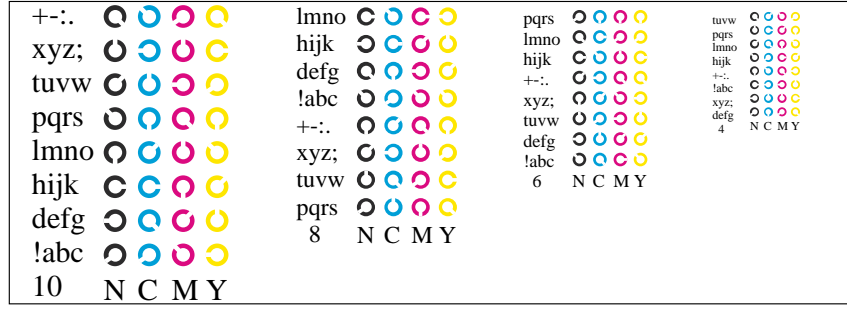 +-:.
xyz;
tuvw
pqrs
lmno
hijk
defg
!abc
10 N C M Y
lmno
hijk
defg
!abc
+-:.
xyz;
tuvw
pqrs
8 N C M Y
pqrs
lmno
hijk
+-:.
xyz;
tuvw
defg
!abc
6 N C M Y
tuvw
pqrs
lmno
hijk
+-:.
!abc
xyz;
defg
4 N C M Y